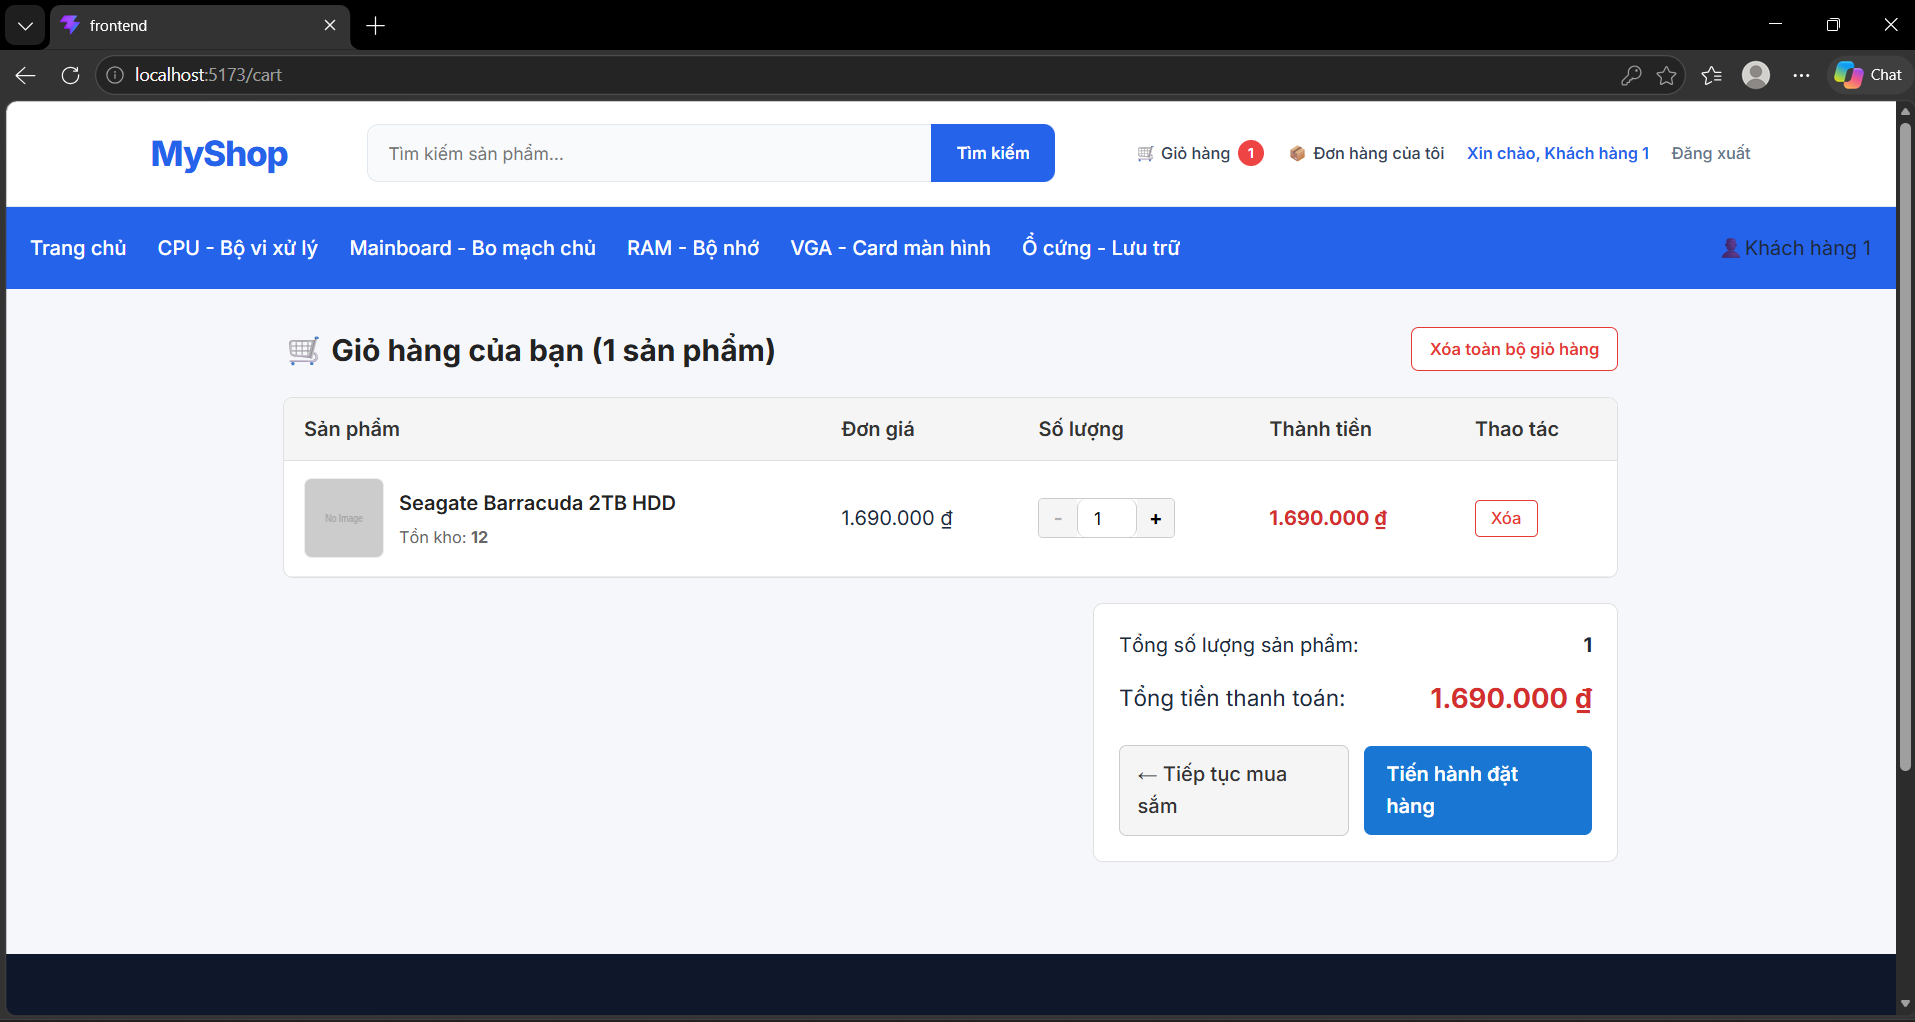 frontend
localhost:5173/cart
Chat
MyShop
Tìm kiếm sản phẩm...
Tìm kiếm
Giỏ hàng 1
Đơn hàng của tôi
Xin chào, Khách hàng 1
Đăng xuất
Trang chủ
CPU - Bộ vi xử lý
Mainboard - Bo mạch chủ
RAM - Bộ nhớ
VGA - Card màn hình
Ổ cứng - Lưu trữ
Khách hàng 1
Giỏ hàng của bạn (1 sản phẩm)
Xóa toàn bộ giỏ hàng
Sản phẩm Đơn giá Số lượng Thành tiền Thao tác
No Image
Seagate Barracuda 2TB HDD
Tồn kho: 12
1.690.000 ₫
- 1 +
1.690.000 ₫
Xóa
Tổng số lượng sản phẩm: 1
Tổng tiền thanh toán: 1.690.000 ₫
← Tiếp tục mua
sắm
Tiến hành đặt
hàng